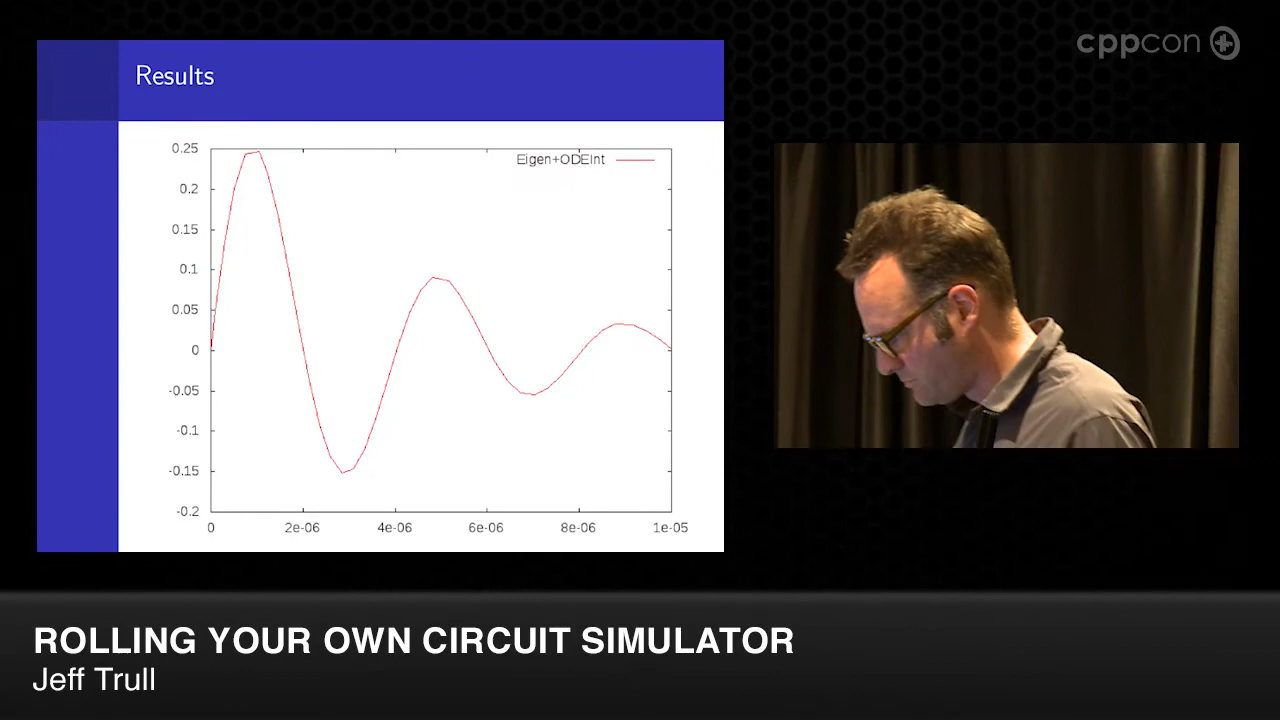 cppcon
Results
Eigen+ODEInt
0.25
0.2
0.15
0.1
0.05
0
-0.05
-0.1
-0.15
-0.2
0
2e-06
4e-06
6e-06
8e-06
1e-05
ROLLING YOUR OWN CIRCUIT SIMULATOR
Jeff Trull